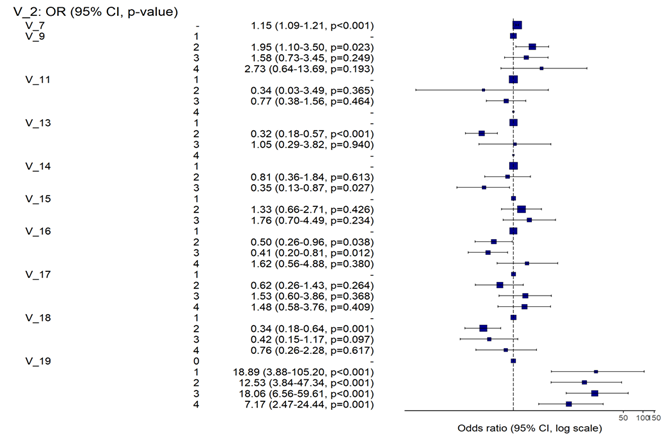 V_2: OR (95% CI, p-value)
V_7 - 1.15 (1.09-1.21, p<0.001)
V_9 1 -
2 1.95 (1.10-3.50, p=0.023)
3 1.58 (0.73-3.45, p=0.249)
4 2.73 (0.64-13.69, p=0.193)
V_11 1 -
2 0.34 (0.03-3.49, p=0.365)
3 0.77 (0.38-1.56, p=0.464)
4 -
V_13 1 -
2 0.32 (0.18-0.57, p<0.001)
3 1.05 (0.29-3.82, p=0.940)
4 -
V_14 1 -
2 0.81 (0.36-1.84, p=0.613)
3 0.35 (0.13-0.87, p=0.027)
V_15 1 -
2 1.33 (0.66-2.71, p=0.426)
3 1.76 (0.70-4.49, p=0.234)
V_16 1 -
2 0.50 (0.26-0.96, p=0.038)
3 0.41 (0.20-0.81, p=0.012)
4 1.62 (0.56-4.88, p=0.380)
V_17 1 -
2 0.62 (0.26-1.43, p=0.264)
3 1.53 (0.60-3.86, p=0.368)
4 1.48 (0.58-3.76, p=0.409)
V_18 1 -
2 0.34 (0.18-0.64, p=0.001)
3 0.42 (0.15-1.17, p=0.097)
4 0.76 (0.26-2.28, p=0.617)
V_19 0 -
1 18.89 (3.88-105.20, p<0.001)
2 12.53 (3.84-47.34, p<0.001)
3 18.06 (6.56-59.61, p<0.001)
4 7.17 (2.47-24.44, p=0.001)
50 100 150
Odds ratio (95% CI, log scale)